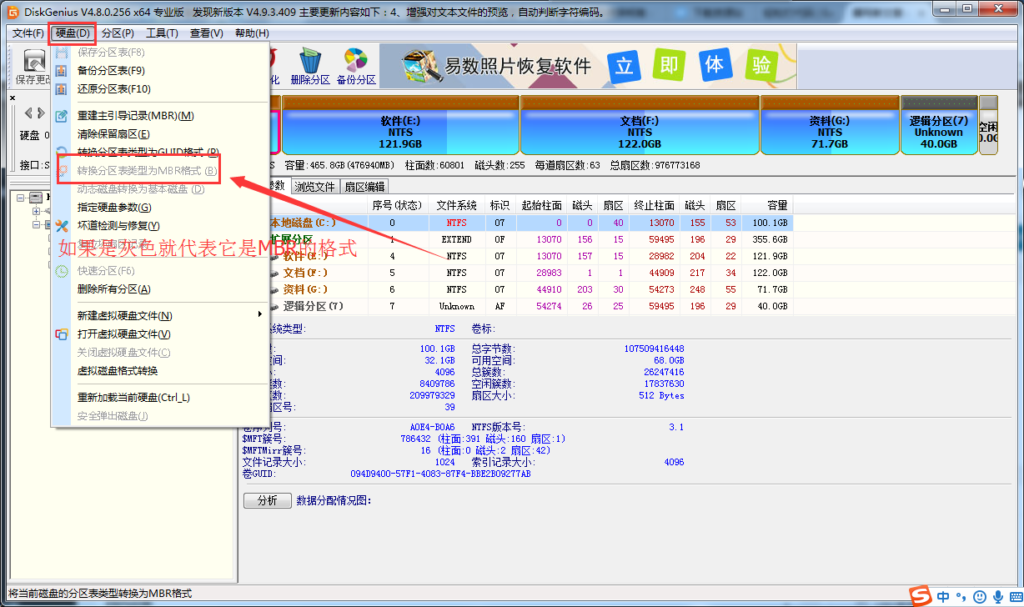 DiskGenius V4.8.0.256 x64 专业版 发现新版本 V4.9.3.409 主要更新内容如下：4、增强对文本文件的预览，自动判断字符编码。
文件(F) 硬盘(D) 分区(P) 工具(T) 查看(V) 帮助(H)
保存更改
化 删除分区 备份分区
易数照片恢复软件 立 即 体 验
保存分区表(F8)
备份分区表(F9)
还原分区表(F10)
重建主引导记录(MBR)(M)
清除保留扇区(E)
转换分区表类型为GUID格式 (P)
转换分区表类型为MBR格式 (B)
动态磁盘转换为基本磁盘 (D)
指定硬盘参数(G)
坏道检测与修复(Y)
如果是灰色就代表它是MBR的格式
快速分区(F6)
删除所有分区(A)
新建虚拟硬盘文件(N)
打开虚拟硬盘文件(V)
关闭虚拟硬盘文件(C)
虚拟磁盘格式转换
重新加载当前硬盘(Ctrl_L)
安全弹出磁盘(J)
硬盘 0
接口:S
软件(E:)
NTFS
121.9GB
文档(F:)
NTFS
122.0GB
资料(G:)
NTFS
71.7GB
逻辑分区(7)
Unknown
40.0GB
空闲
0.0G
S 容量:465.8GB(476940MB) 柱面数:60801 磁头数:255 每道扇区数:63 总扇区数:976773168
参数 浏览文件 扇区编辑
序号(状态) 文件系统 标识 起始柱面 磁头 扇区 终止柱面 磁头 扇区 容量
本地磁盘(C:) 0 NTFS 07 0 0 40 13070 155 53 100.1GB
扩展分区 1 EXTEND 0F 13070 156 15 59495 196 29 355.6GB
软件(E:) 4 NTFS 07 13070 157 15 28982 204 22 121.9GB
文档(F:) 5 NTFS 07 28983 1 1 44909 217 34 122.0GB
资料(G:) 6 NTFS 07 44910 203 30 54273 248 55 71.7GB
逻辑分区(7) 7 Unknown AF 54274 26 25 59495 196 29 40.0GB
统类型: NTFS 卷标:
100.1GB 总字节数: 107509416448
间: 32.1GB 可用空间: 68.0GB
4096 总簇数: 26247416
数: 8409786 空闲簇数: 17837630
数: 209979329 扇区大小: 512 Bytes
区号: 39
卷序列号: A0E4-B0A6 NTFS版本号: 3.1
$MFT簇号: 786432 (柱面:391 磁头:160 扇区:1)
$MFTMirr簇号: 16 (柱面:0 磁头:2 扇区:42)
文件记录大小: 1024 索引记录大小: 4096
卷GUID: 094D9400-57F1-4083-87F4-BBE2B09277AB
分析 数据分配情况图:
将当前磁盘的分区表类型转换为MBR格式
中